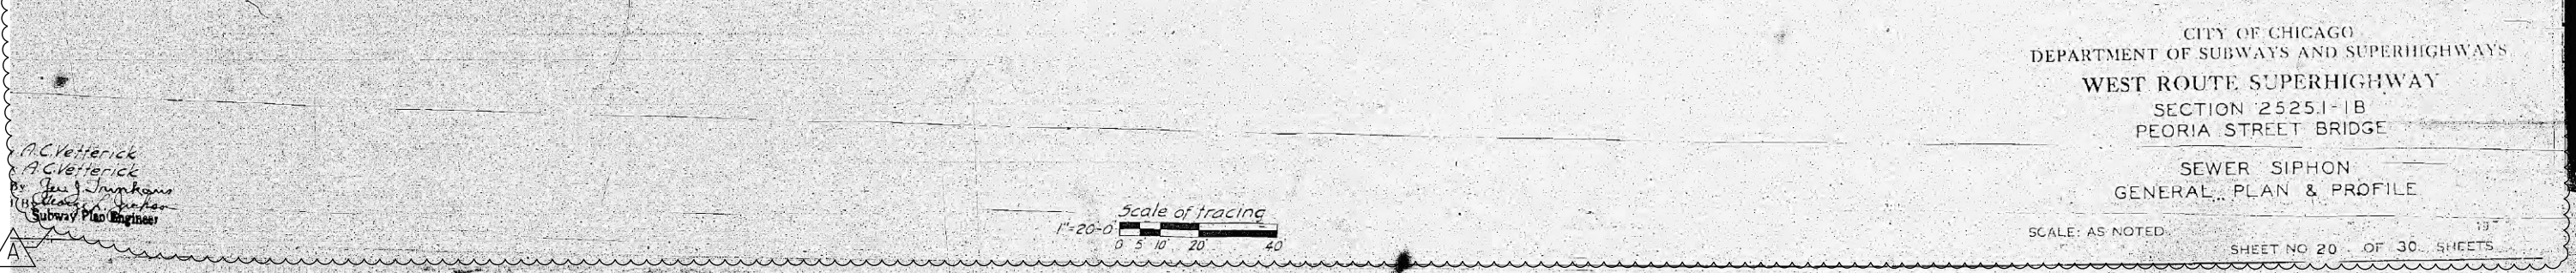 A.C. Vetterick
A.C. Vetterick
Subway Plan Engineer
A
Scale of tracing
1"=20'-0"
0 5' 10' 20' 40'
CITY OF CHICAGO
DEPARTMENT OF SUBWAYS AND SUPERHIGHWAYS
WEST ROUTE SUPERHIGHWAY
SECTION 2525.1-1B
PEORIA STREET BRIDGE
SEWER SIPHON
GENERAL PLAN & PROFILE
SCALE: AS NOTED
19
SHEET NO 20 OF 30 SHEETS